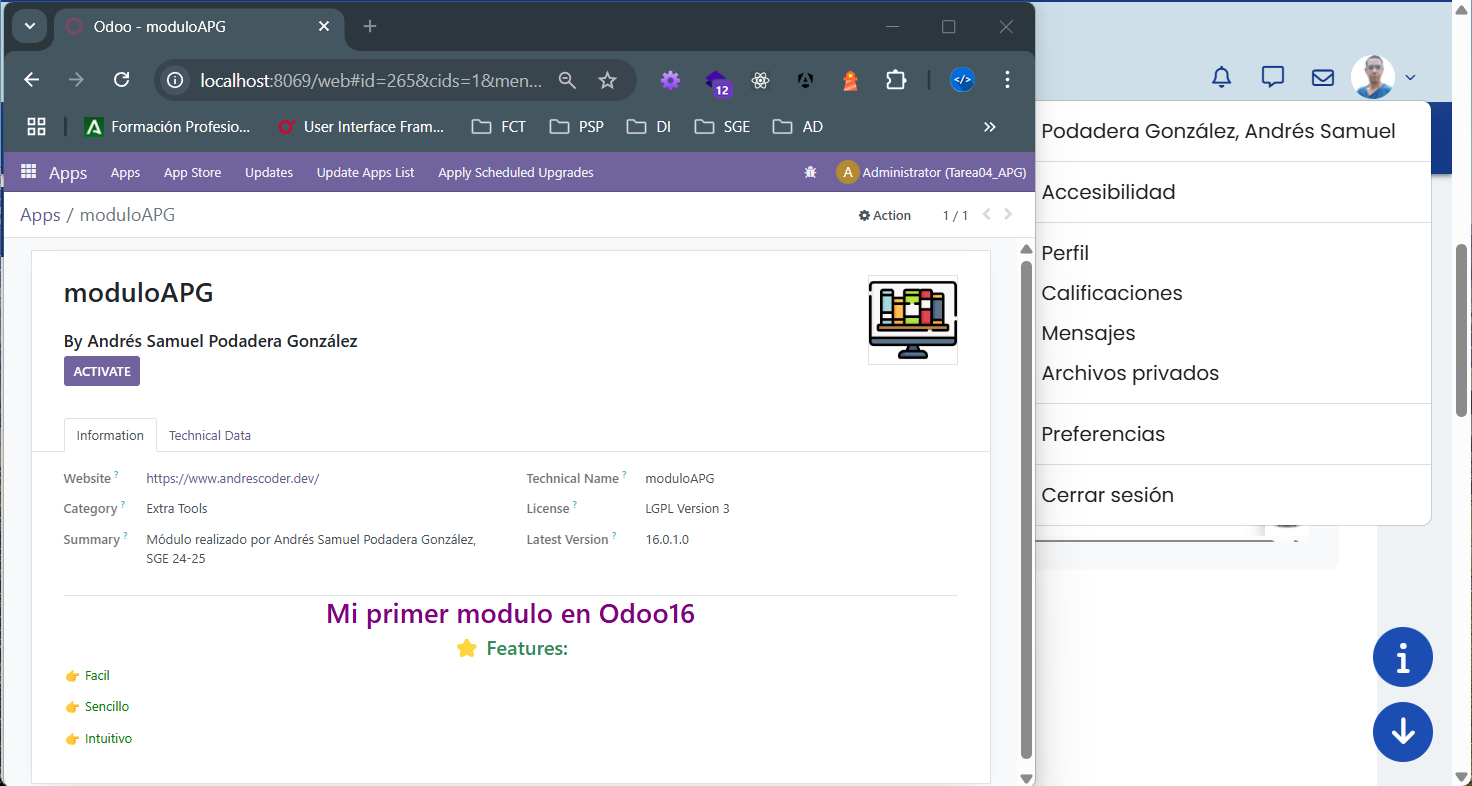 Odoo - moduloAPG
localhost:8069/web#id=265&cids=1&men...
12
Formación Profesio...
User Interface Fram...
FCT
PSP
DI
SGE
AD
Apps
Apps
App Store
Updates
Update Apps List
Apply Scheduled Upgrades
A
Administrator (Tarea04_APG)
Apps / moduloAPG
Action
1 / 1
moduloAPG
By Andrés Samuel Podadera González
ACTIVATE
Information
Technical Data
Website ?
https://www.andrescoder.dev/
Technical Name ?
moduloAPG
Category ?
Extra Tools
License ?
LGPL Version 3
Summary ?
Módulo realizado por Andrés Samuel Podadera González,
SGE 24-25
Latest Version ?
16.0.1.0
Mi primer modulo en Odoo16
⭐ Features:
👉 Facil
👉 Sencillo
👉 Intuitivo
Podadera González, Andrés Samuel
Accesibilidad
Perfil
Calificaciones
Mensajes
Archivos privados
Preferencias
Cerrar sesión